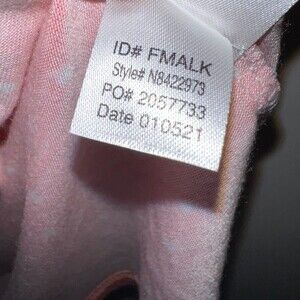 ID# FMALK
Style# N8422973
PO# 2057733
Date 010521